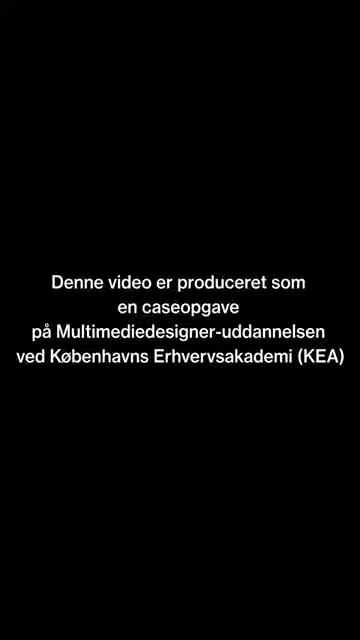 Denne video er produceret som
en caseopgave
på Multimediedesigner-uddannelsen
ved Københavns Erhvervsakademi (KEA)